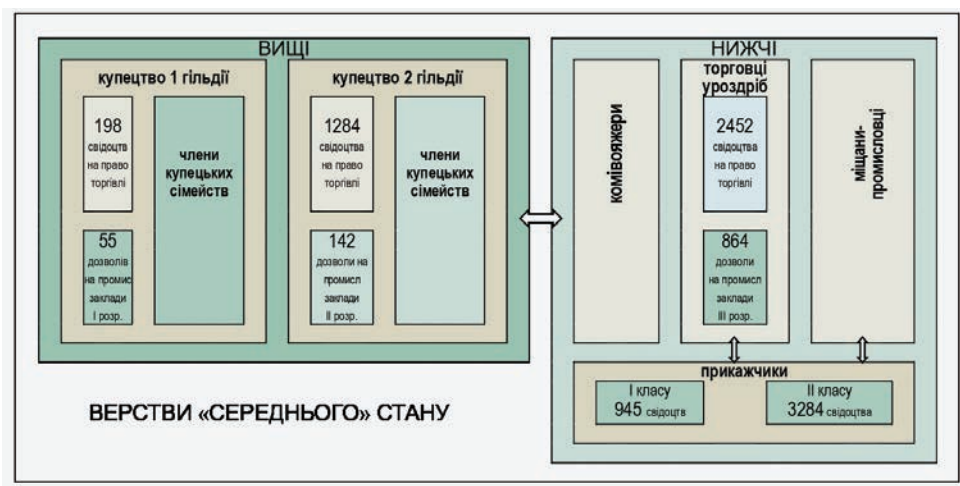 ВИЩІ
купецтво 1 гільдії
198
свідоцтв
на право
торгівлі
55
дозволів
на промис
заклади
І розр.
члени
купецьких
сімейств
купецтво 2 гільдії
1284
свідоцтва
на право
торгівлі
142
дозволи на
промисл
заклади
ІІ розр.
члени
купецьких
сімейств
НИЖЧІ
комівояжери
торговці
уроздріб
2452
свідоцтва
на право
торгівлі
864
дозволи
на промисл
заклади
ІІІ розр.
міщани-
промисловці
прикажчики
І класу
945 свідоцтв
ІІ класу
3284 свідоцтва
ВЕРСТВИ «СЕРЕДНЬОГО» СТАНУ